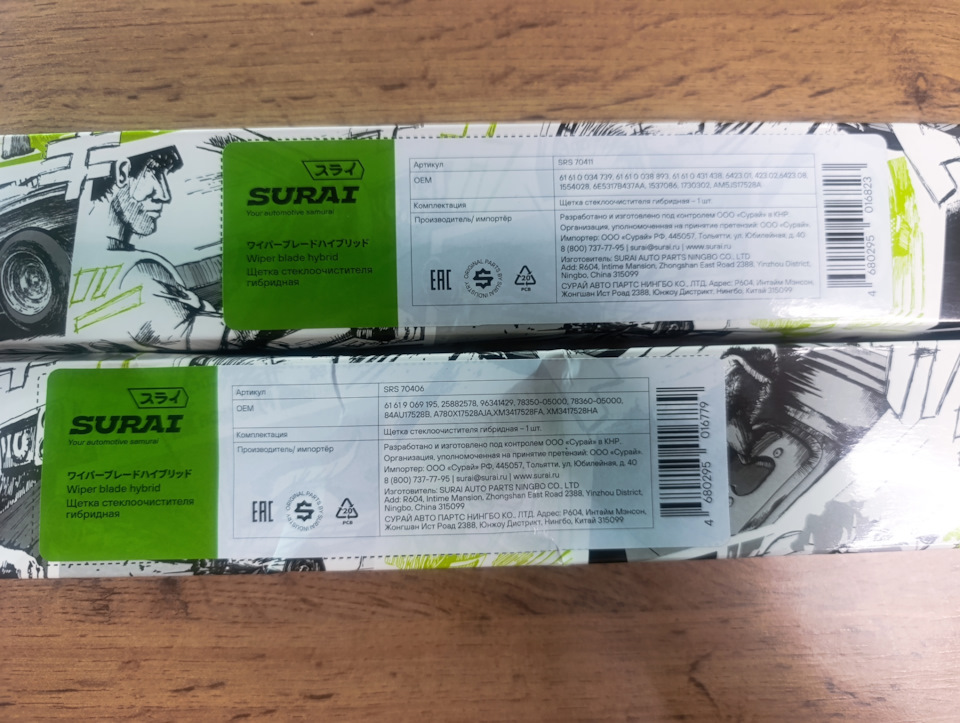 スライ
SURAI
Your automotive samurai
ワイパーブレードハイブリッド
Wiper blade hybrid
Щетка стеклоочистителя
гибридная
Артикул
SRS 70411
OEM
61 61 0 034 739, 61 61 0 038 893, 61 61 0 431 438, 6423.01, 423.02,6423.08,
1554028, 6E5317B437AA, 1537086, 1730302, AM5JS17528A
Комплектация
Щетка стеклоочистителя гибридная – 1 шт.
Производитель/ импортёр
Разработано и изготовлено под контролем ООО «Сурай» в КНР.
Организация, уполномоченная на принятие претензий: ООО «Сурай».
Импортер: ООО «Сурай» РФ, 445057, Тольятти, ул. Юбилейная, д. 40
8 (800) 737-77-95 | surai@surai.ru | www.surai.ru
Изготовитель: SURAI AUTO PARTS NINGBO CO., LTD
Add: R604, Intime Mansion, Zhongshan East Road 2388, Yinzhou District,
Ningbo, China 315099
СУРАЙ АВТО ПАРТС НИНГБО КО., ЛТД. Адрес: Р604, Интайм Мэнсон,
Жонгшан Ист Роад 2388, Юнжоу Дистрикт, Нингбо, Китай 315099
EAC
ORIGINAL PARTS BY SURAI INDUSTRY
20
PCB
4 680295 016823
スライ
SURAI
Your automotive samurai
ワイパーブレードハイブリッド
Wiper blade hybrid
Щетка стеклоочистителя
гибридная
Артикул
SRS 70406
OEM
61 61 9 069 195, 25882578, 96341429, 78350-05000, 78360-05000,
84AU17528B, A780X17528AJA,XM3417528FA, XM3417528HA
Комплектация
Щетка стеклоочистителя гибридная – 1 шт.
Производитель/ импортёр
Разработано и изготовлено под контролем ООО «Сурай» в КНР.
Организация, уполномоченная на принятие претензий: ООО «Сурай».
Импортер: ООО «Сурай» РФ, 445057, Тольятти, ул. Юбилейная, д. 40
8 (800) 737-77-95 | surai@surai.ru | www.surai.ru
Изготовитель: SURAI AUTO PARTS NINGBO CO., LTD
Add: R604, Intime Mansion, Zhongshan East Road 2388, Yinzhou District,
Ningbo, China 315099
СУРАЙ АВТО ПАРТС НИНГБО КО., ЛТД. Адрес: Р604, Интайм Мэнсон,
Жонгшан Ист Роад 2388, Юнжоу Дистрикт, Нингбо, Китай 315099
EAC
ORIGINAL PARTS BY SURAI INDUSTRY
20
PCB
4 680295 016779